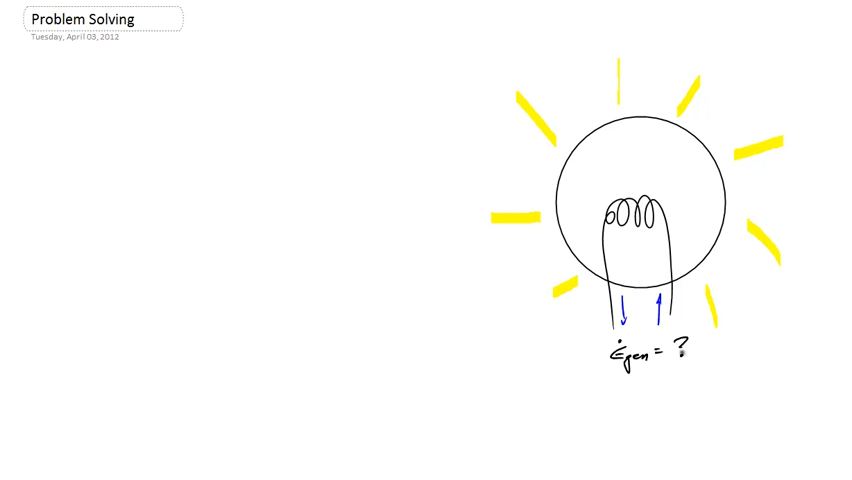 Problem Solving
Tuesday, April 03, 2012
Ėgen = ?